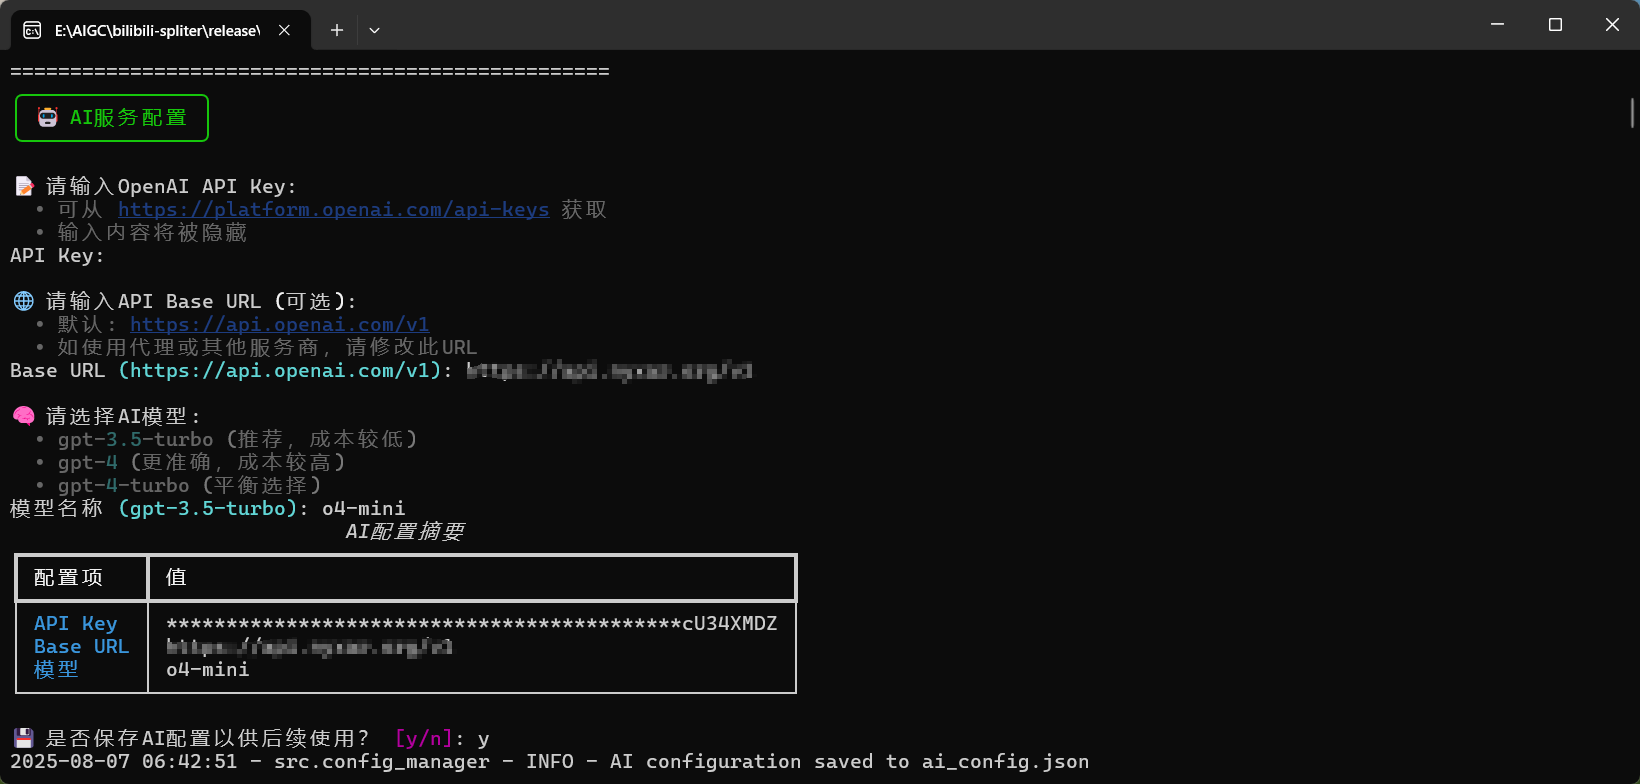 E:\AIGC\bilibili-spliter\release\
==================================================
AI服务配置
请输入OpenAI API Key:
• 可从 https://platform.openai.com/api-keys 获取
• 输入内容将被隐藏
API Key:
请输入API Base URL (可选):
• 默认: https://api.openai.com/v1
• 如使用代理或其他服务商, 请修改此URL
Base URL (https://api.openai.com/v1):
请选择AI模型:
• gpt-3.5-turbo (推荐, 成本较低)
• gpt-4 (更准确, 成本较高)
• gpt-4-turbo (平衡选择)
模型名称 (gpt-3.5-turbo): o4-mini
AI配置摘要
配置项 值
API Key *******************************************cU34XMDZ
Base URL
模型 o4-mini
是否保存AI配置以供后续使用? [y/n]: y
2025-08-07 06:42:51 - src.config_manager - INFO - AI configuration saved to ai_config.json